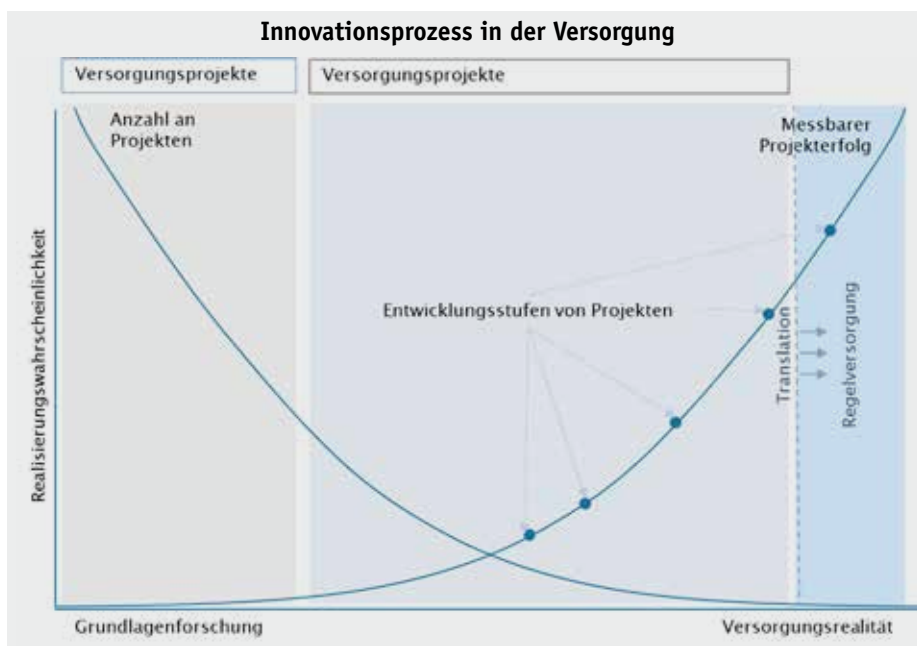 Innovationsprozess in der Versorgung
Versorgungsprojekte
Versorgungsprojekte
Anzahl an
Projekten
Messbarer
Projekterfolg
Realisierungswahrscheinlichkeit
Entwicklungsstufen von Projekten
Translation
Regelversorgung
Grundlagenforschung
Versorgungsrealität